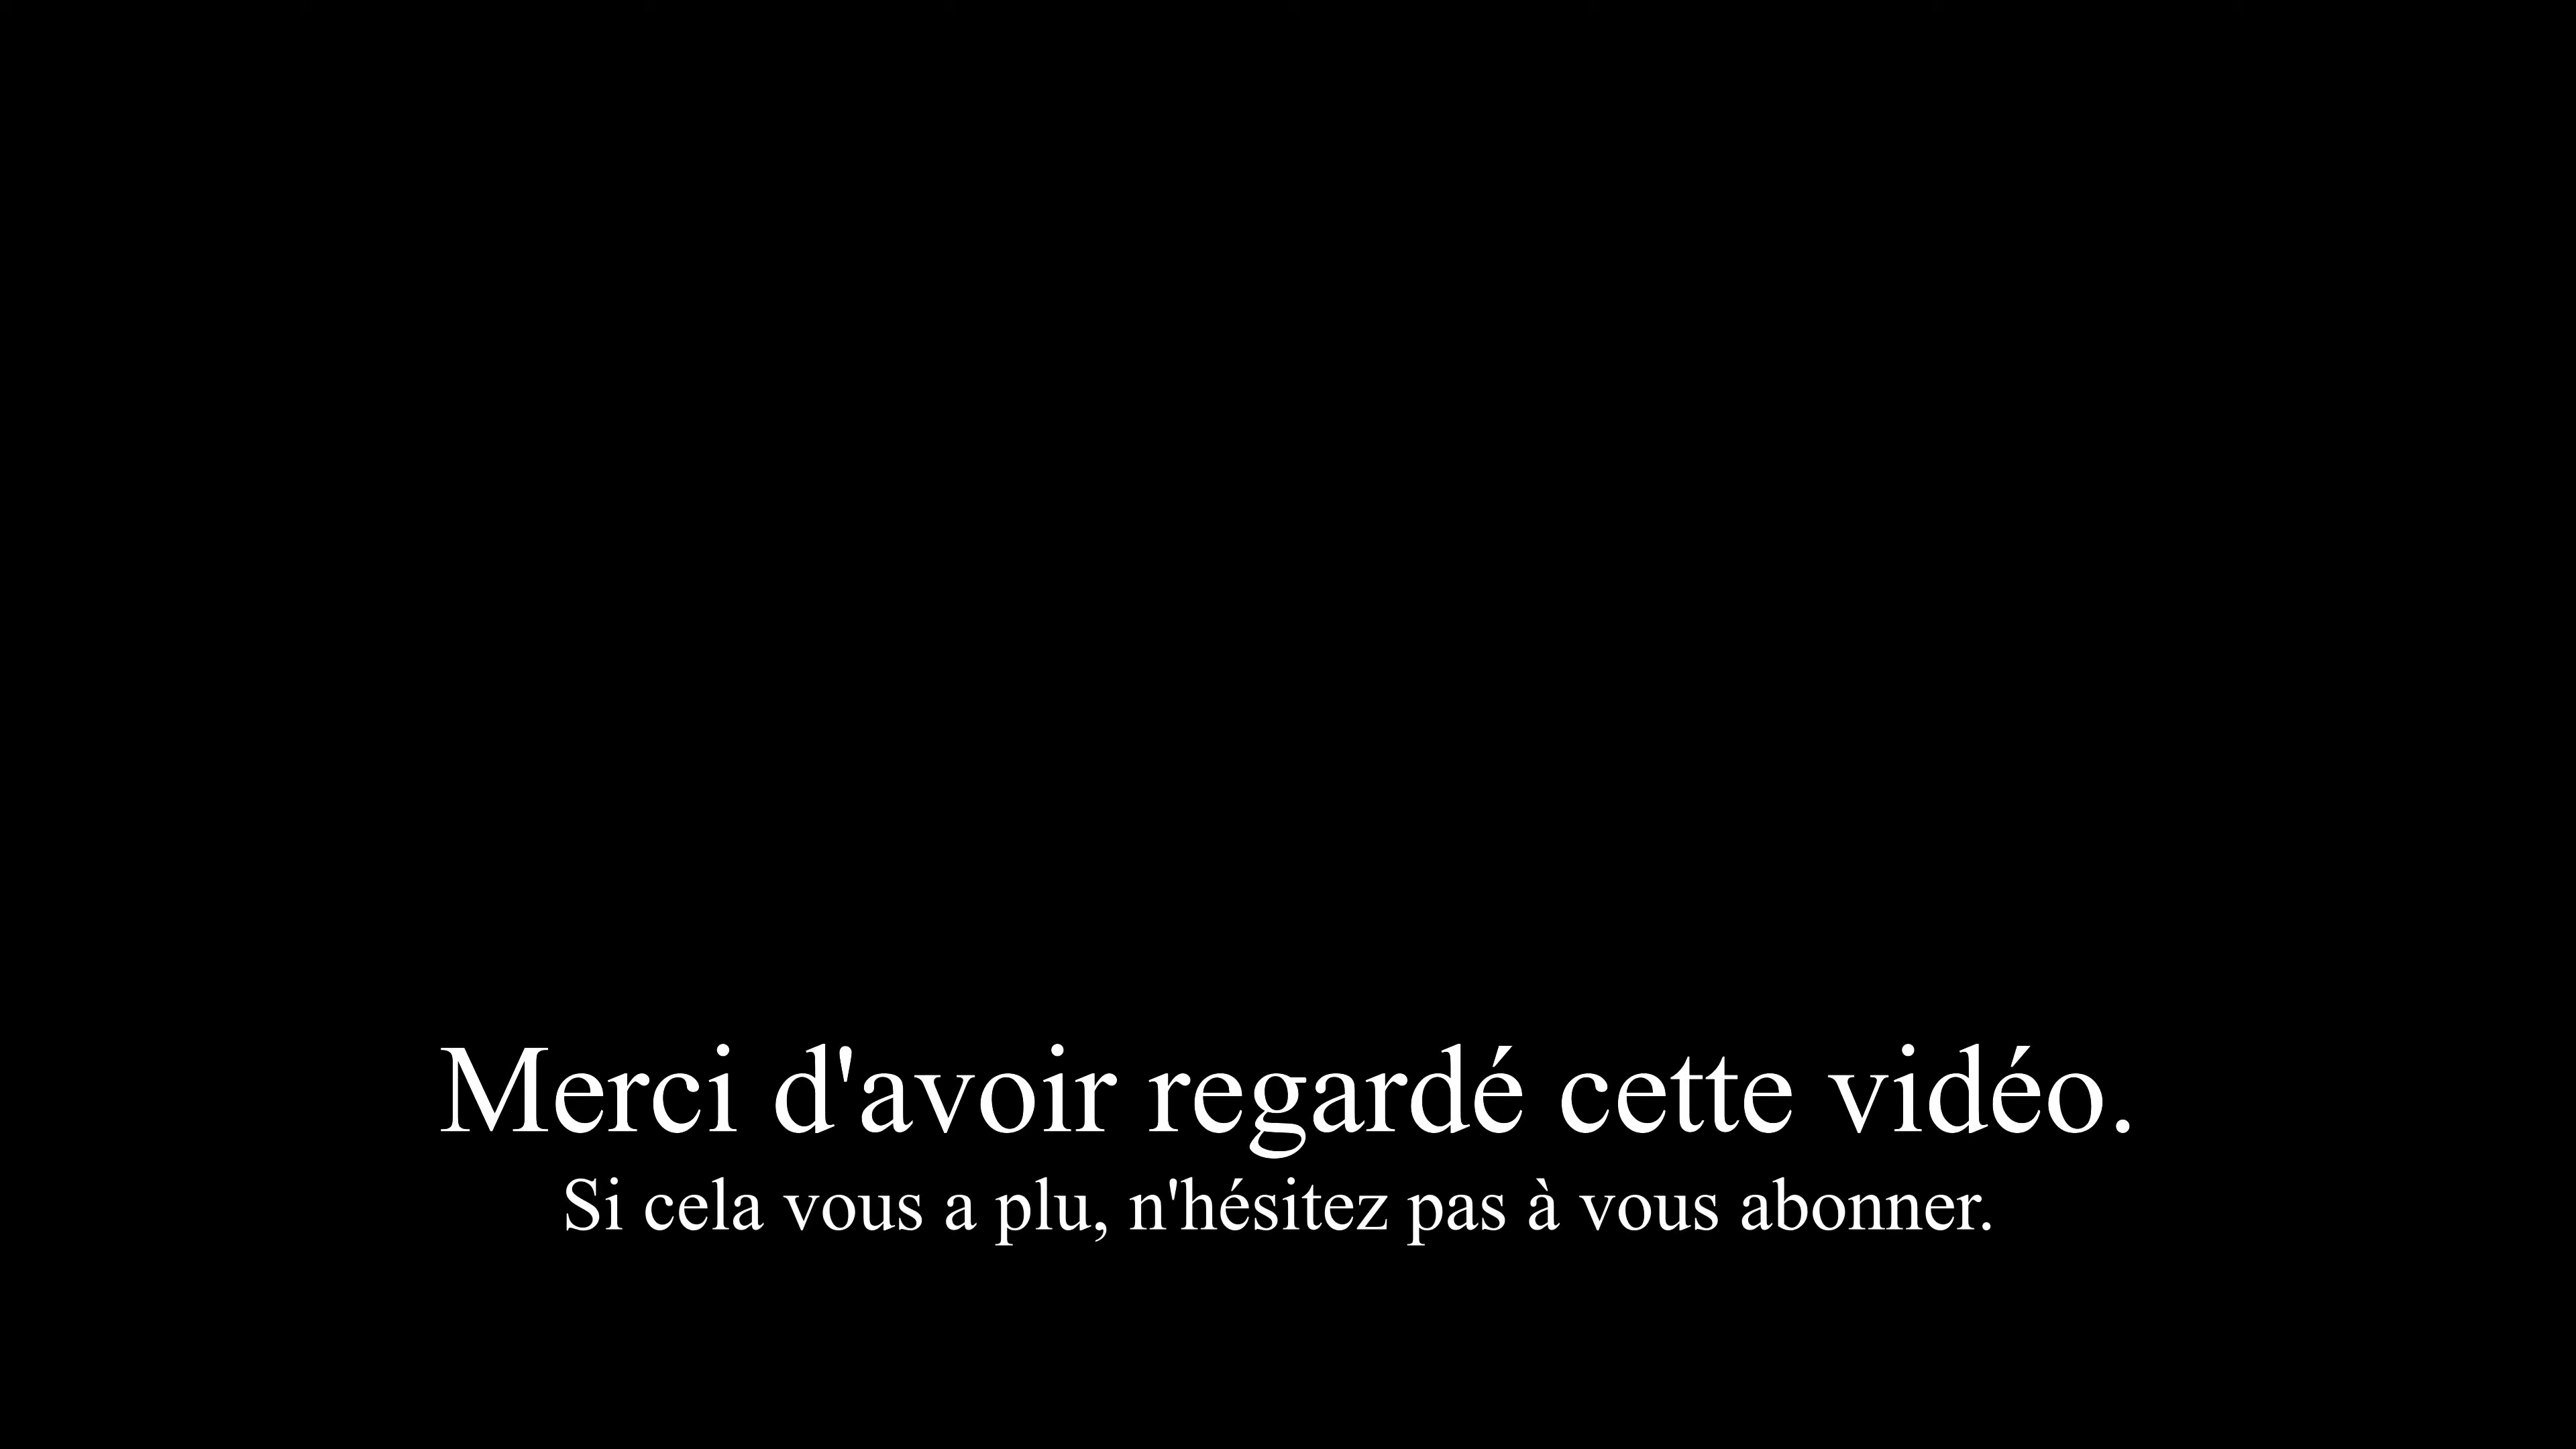 Merci d'avoir regardé cette vidéo.
Si cela vous a plu, n'hésitez pas à vous abonner.